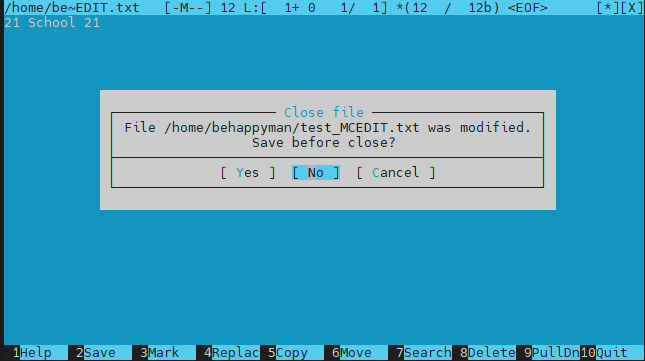 /home/be~EDIT.txt   [-M--] 12 L:[  1+ 0   1/  1] *(12  /  12b) <EOF>      [*][X]
21 School 21
Close file
File /home/behappyman/test_MCEDIT.txt was modified.
Save before close?
[ Yes ]  [ No ]  [ Cancel ]
1Help  2Save  3Mark  4Replac 5Copy  6Move  7Search 8Delete 9PullDn 10Quit